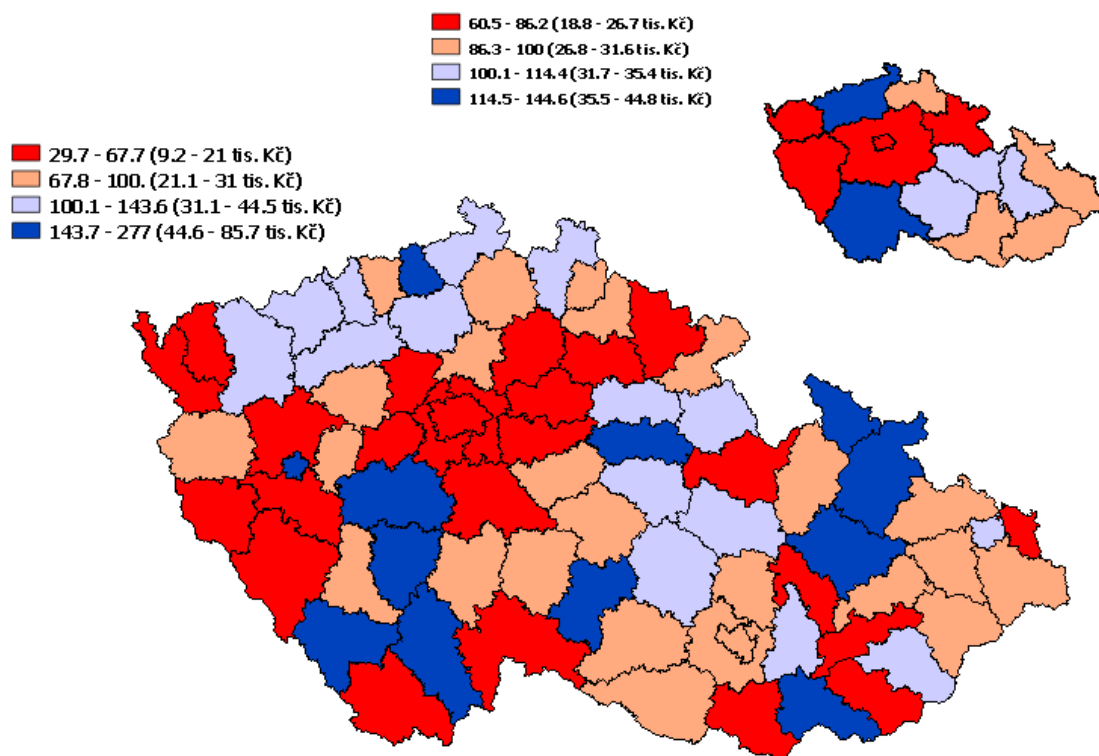 60.5 - 86.2 (18.8 - 26.7 tis. Kč)
86.3 - 100 (26.8 - 31.6 tis. Kč)
100.1 - 114.4 (31.7 - 35.4 tis. Kč)
114.5 - 144.6 (35.5 - 44.8 tis. Kč)
29.7 - 67.7 (9.2 - 21 tis. Kč)
67.8 - 100. (21.1 - 31 tis. Kč)
100.1 - 143.6 (31.1 - 44.5 tis. Kč)
143.7 - 277 (44.6 - 85.7 tis. Kč)